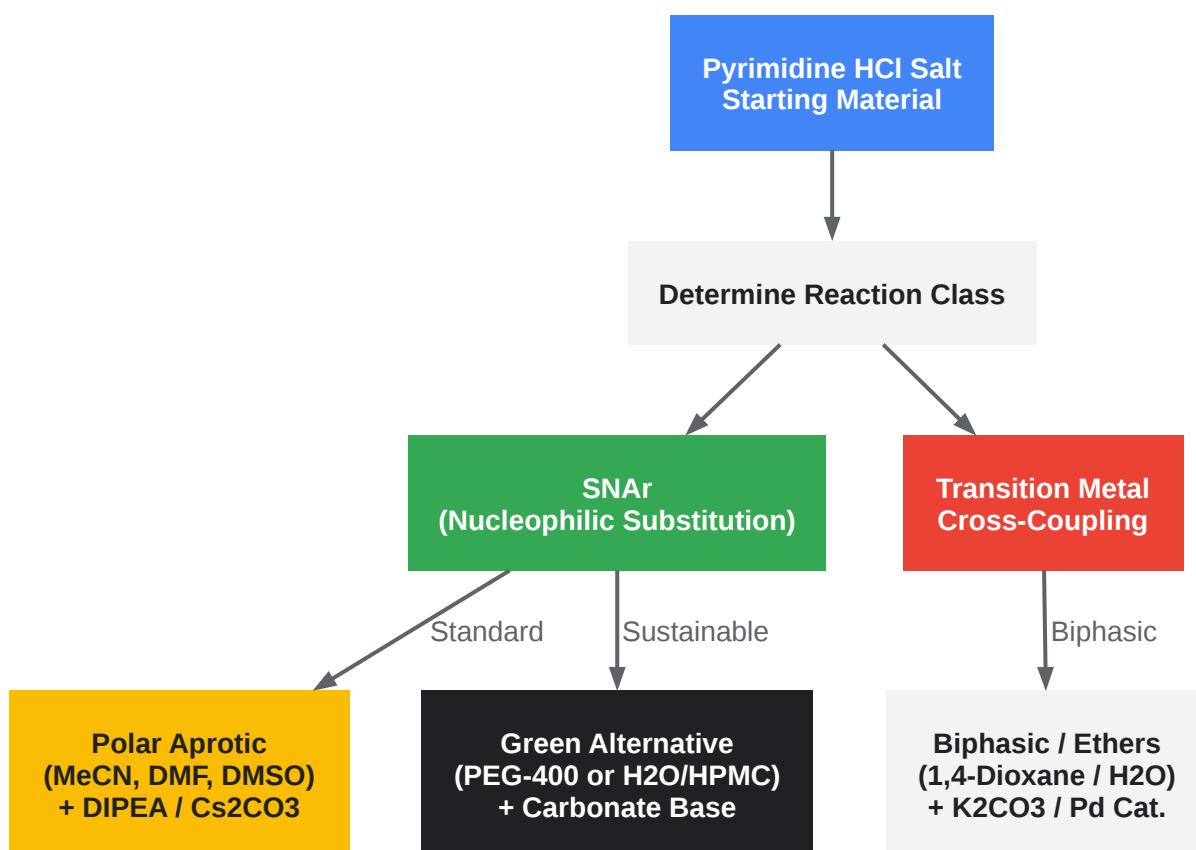 Pyrimidine HCl Salt
Starting Material
Determine Reaction Class
SNAr
(Nucleophilic Substitution)
Transition Metal
Cross-Coupling
Standard
Sustainable
Biphasic
Polar Aprotic
(MeCN, DMF, DMSO)
+ DIPEA / Cs2CO3
Green Alternative
(PEG-400 or H2O/HPMC)
+ Carbonate Base
Biphasic / Ethers
(1,4-Dioxane / H2O)
+ K2CO3 / Pd Cat.